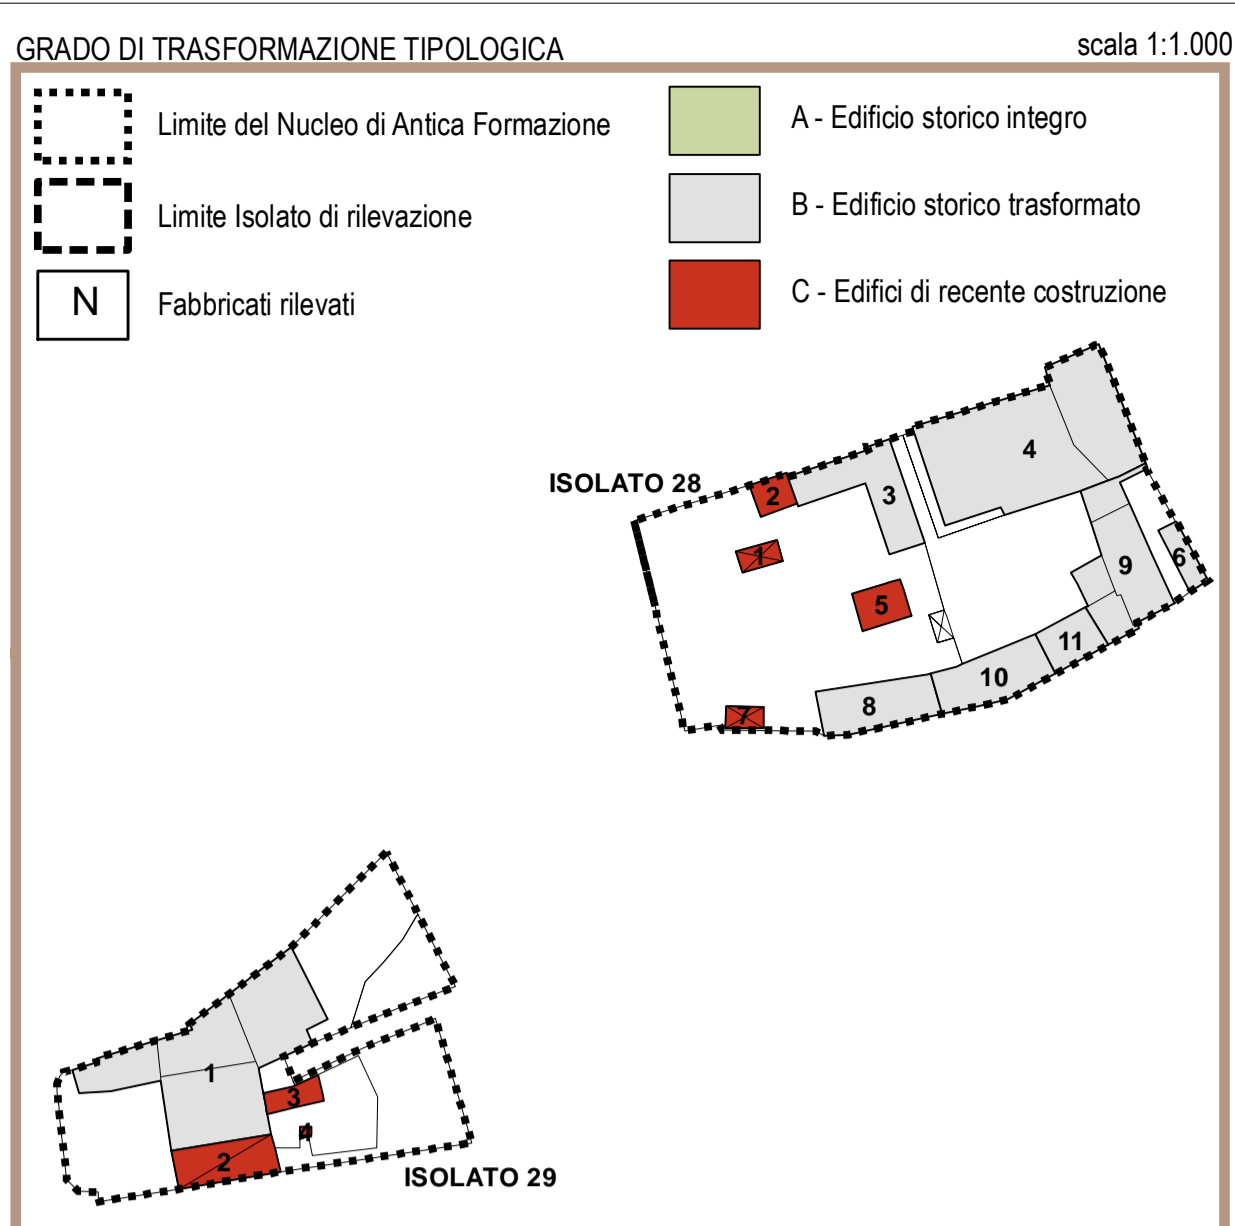 GRADO DI TRASFORMAZIONE TIPOLOGICA
scala 1:1.000
Limite del Nucleo di Antica Formazione
A - Edificio storico integro
Limite Isolato di rilevazione
B - Edificio storico trasformato
N
Fabbricati rilevati
C - Edifici di recente costruzione
ISOLATO 28
4
2
3
1
9
6
5
11
10
8
7
1
3
4
2
ISOLATO 29